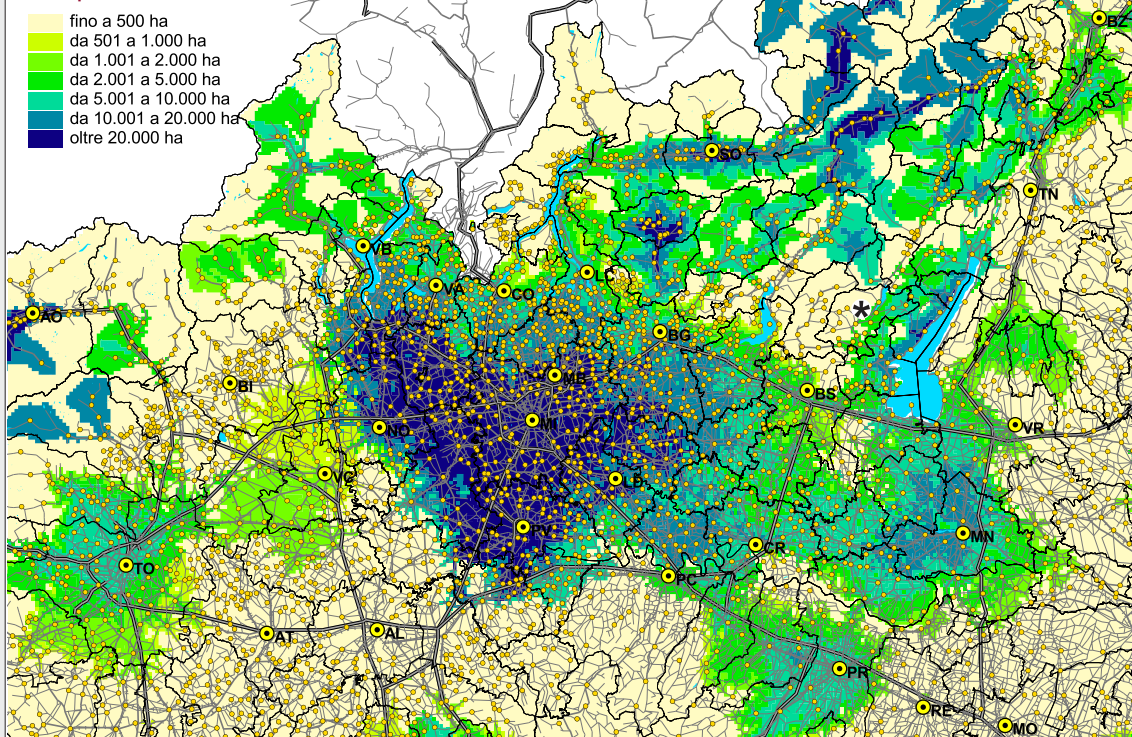 fino a 500 ha
da 501 a 1.000 ha
da 1.001 a 2.000 ha
da 2.001 a 5.000 ha
da 5.001 a 10.000 ha
da 10.001 a 20.000 ha
oltre 20.000 ha
BZ
SO
TN
VB
LC
VA
CO
AO
*
BG
MB
BI
BS
MI
NO
VR
VC
LO
PV
MN
CR
TO
PC
AT
AL
PR
RE
MO